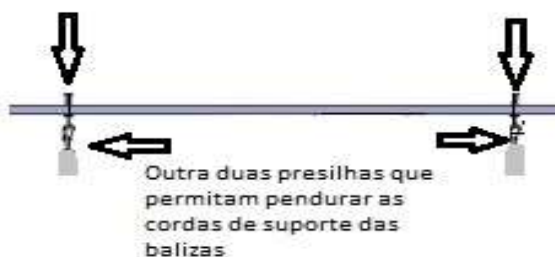 Outra duas presilhas que
permitam pendurar as
cordas de suporte das
balizas